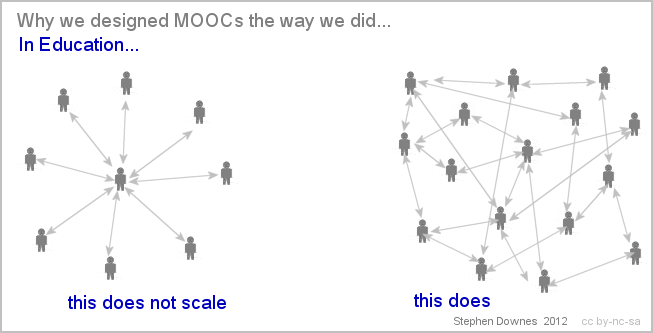 Why we designed MOOCs the way we did...
In Education...
this does not scale
this does
Stephen Downes 2012 cc by-nc-sa